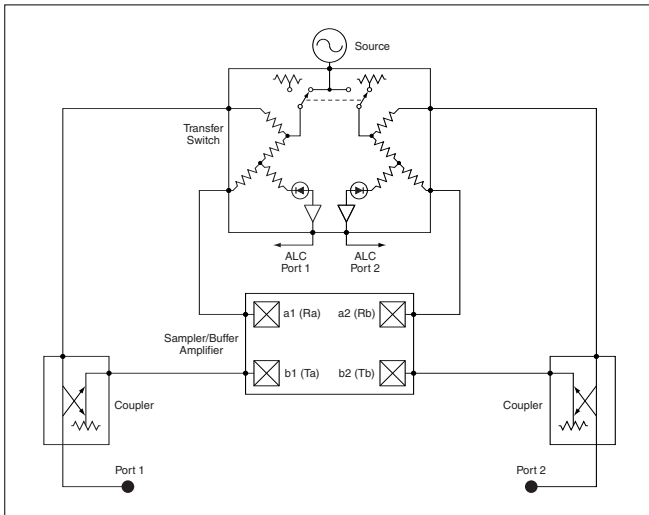 Source
Transfer
Switch
ALC
Port 1
ALC
Port 2
a1 (Ra)
a2 (Rb)
Sampler/Buffer
Amplifier
b1 (Ta)
b2 (Tb)
Coupler
Coupler
Port 1
Port 2